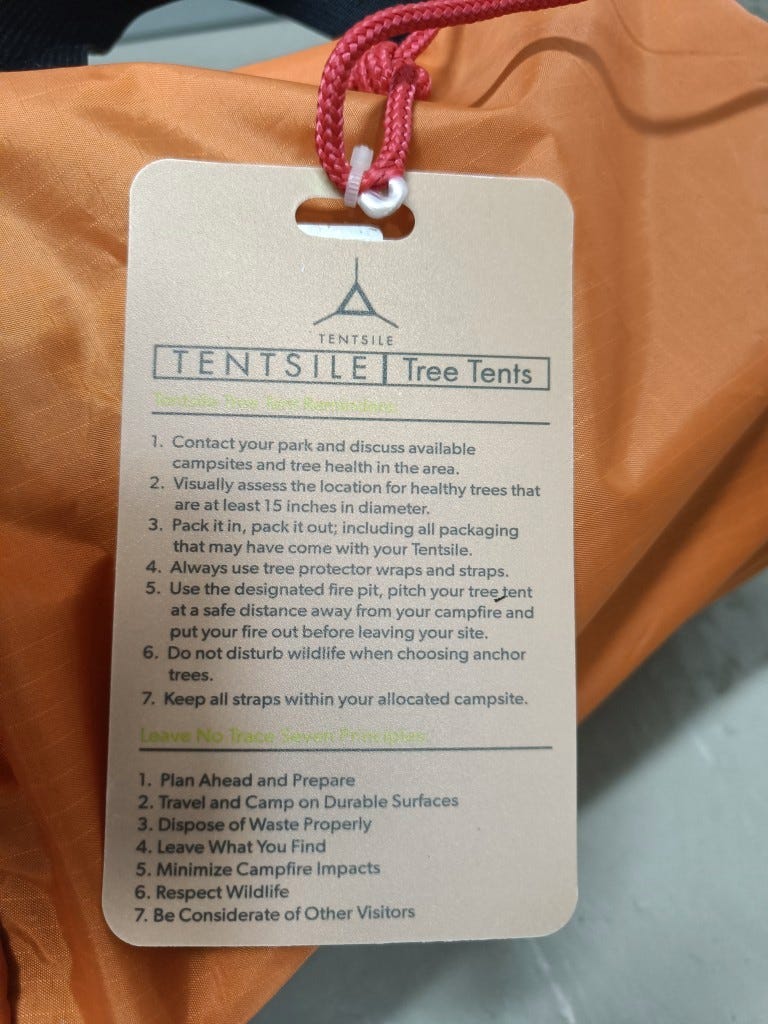 TENTSILE
TENTSILE | Tree Tents
Tentsile Tree Tent Reminders:
1. Contact your park and discuss available
campsites and tree health in the area.
2. Visually assess the location for healthy trees that
are at least 15 inches in diameter.
3. Pack it in, pack it out; including all packaging
that may have come with your Tentsile.
4. Always use tree protector wraps and straps.
5. Use the designated fire pit, pitch your tree tent
at a safe distance away from your campfire and
put your fire out before leaving your site.
6. Do not disturb wildlife when choosing anchor
trees.
7. Keep all straps within your allocated campsite.
Leave No Trace Seven Principles:
1. Plan Ahead and Prepare
2. Travel and Camp on Durable Surfaces
3. Dispose of Waste Properly
4. Leave What You Find
5. Minimize Campfire Impacts
6. Respect Wildlife
7. Be Considerate of Other Visitors